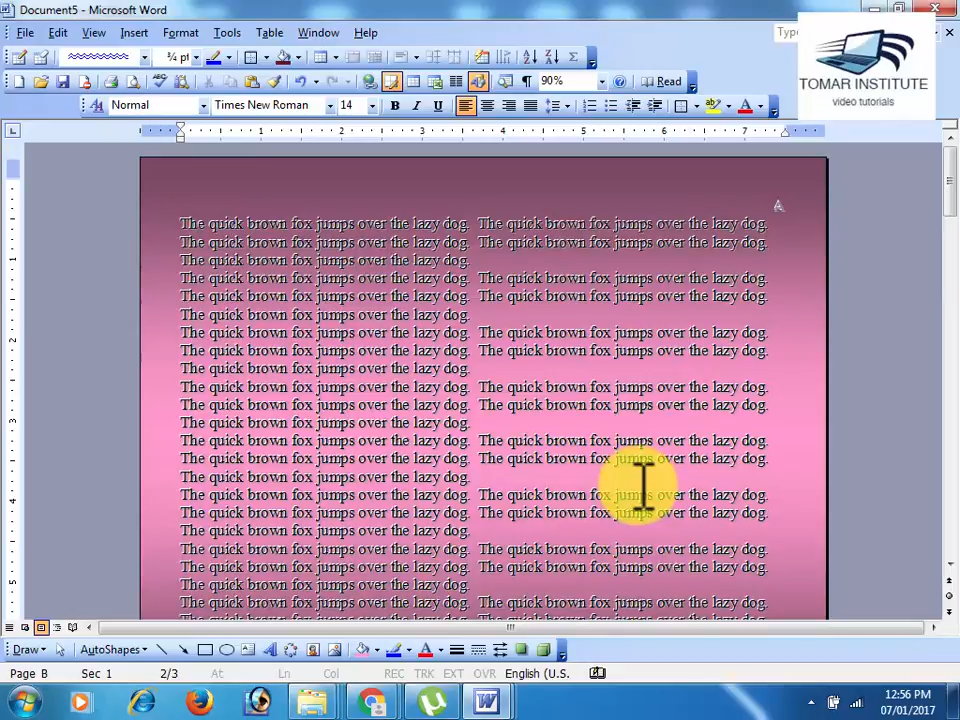 Document5 - Microsoft Word
File Edit View Insert Format Tools Table Window Help
TOMAR INSTITUTE
video tutorials
¾ pt
90%
Read
Normal Times New Roman 14 B I U
1 2 3 4 5 6 7
A
The quick brown fox jumps over the lazy dog. The quick brown fox jumps over the lazy dog.
The quick brown fox jumps over the lazy dog. The quick brown fox jumps over the lazy dog.
The quick brown fox jumps over the lazy dog.
The quick brown fox jumps over the lazy dog. The quick brown fox jumps over the lazy dog.
The quick brown fox jumps over the lazy dog. The quick brown fox jumps over the lazy dog.
The quick brown fox jumps over the lazy dog.
The quick brown fox jumps over the lazy dog. The quick brown fox jumps over the lazy dog.
The quick brown fox jumps over the lazy dog. The quick brown fox jumps over the lazy dog.
The quick brown fox jumps over the lazy dog.
The quick brown fox jumps over the lazy dog. The quick brown fox jumps over the lazy dog.
The quick brown fox jumps over the lazy dog. The quick brown fox jumps over the lazy dog.
The quick brown fox jumps over the lazy dog.
The quick brown fox jumps over the lazy dog. The quick brown fox jumps over the lazy dog.
The quick brown fox jumps over the lazy dog. The quick brown fox jumps over the lazy dog.
The quick brown fox jumps over the lazy dog.
The quick brown fox jumps over the lazy dog. The quick brown fox jumps over the lazy dog.
The quick brown fox jumps over the lazy dog. The quick brown fox jumps over the lazy dog.
The quick brown fox jumps over the lazy dog.
The quick brown fox jumps over the lazy dog. The quick brown fox jumps over the lazy dog.
The quick brown fox jumps over the lazy dog. The quick brown fox jumps over the lazy dog.
The quick brown fox jumps over the lazy dog.
The quick brown fox jumps over the lazy dog. The quick brown fox jumps over the lazy dog.
Draw AutoShapes
Page B Sec 1 2/3 At Ln Col REC TRK EXT OVR English (U.S.
12:56 PM
07/01/2017